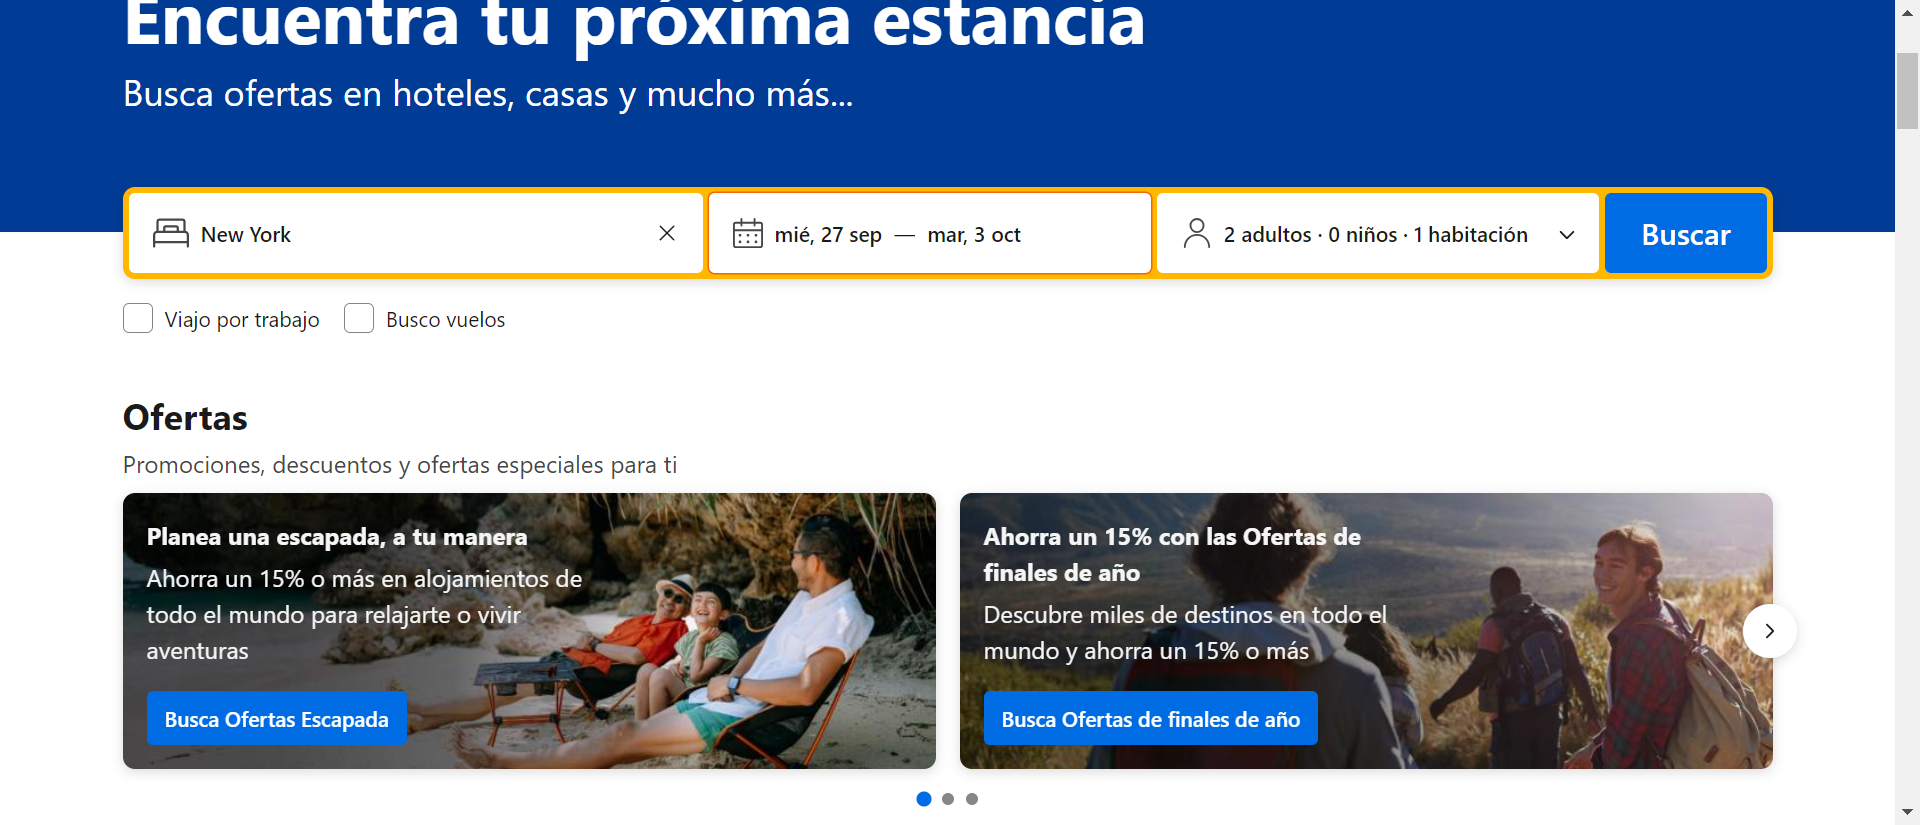 Encuentra tu próxima estancia
Busca ofertas en hoteles, casas y mucho más...
New York
mié, 27 sep — mar, 3 oct
2 adultos · 0 niños · 1 habitación
Buscar
Viajo por trabajo
Busco vuelos
Ofertas
Promociones, descuentos y ofertas especiales para ti
Planea una escapada, a tu manera
Ahorra un 15% o más en alojamientos de
todo el mundo para relajarte o vivir
aventuras
Busca Ofertas Escapada
Ahorra un 15% con las Ofertas de
finales de año
Descubre miles de destinos en todo el
mundo y ahorra un 15% o más
Busca Ofertas de finales de año